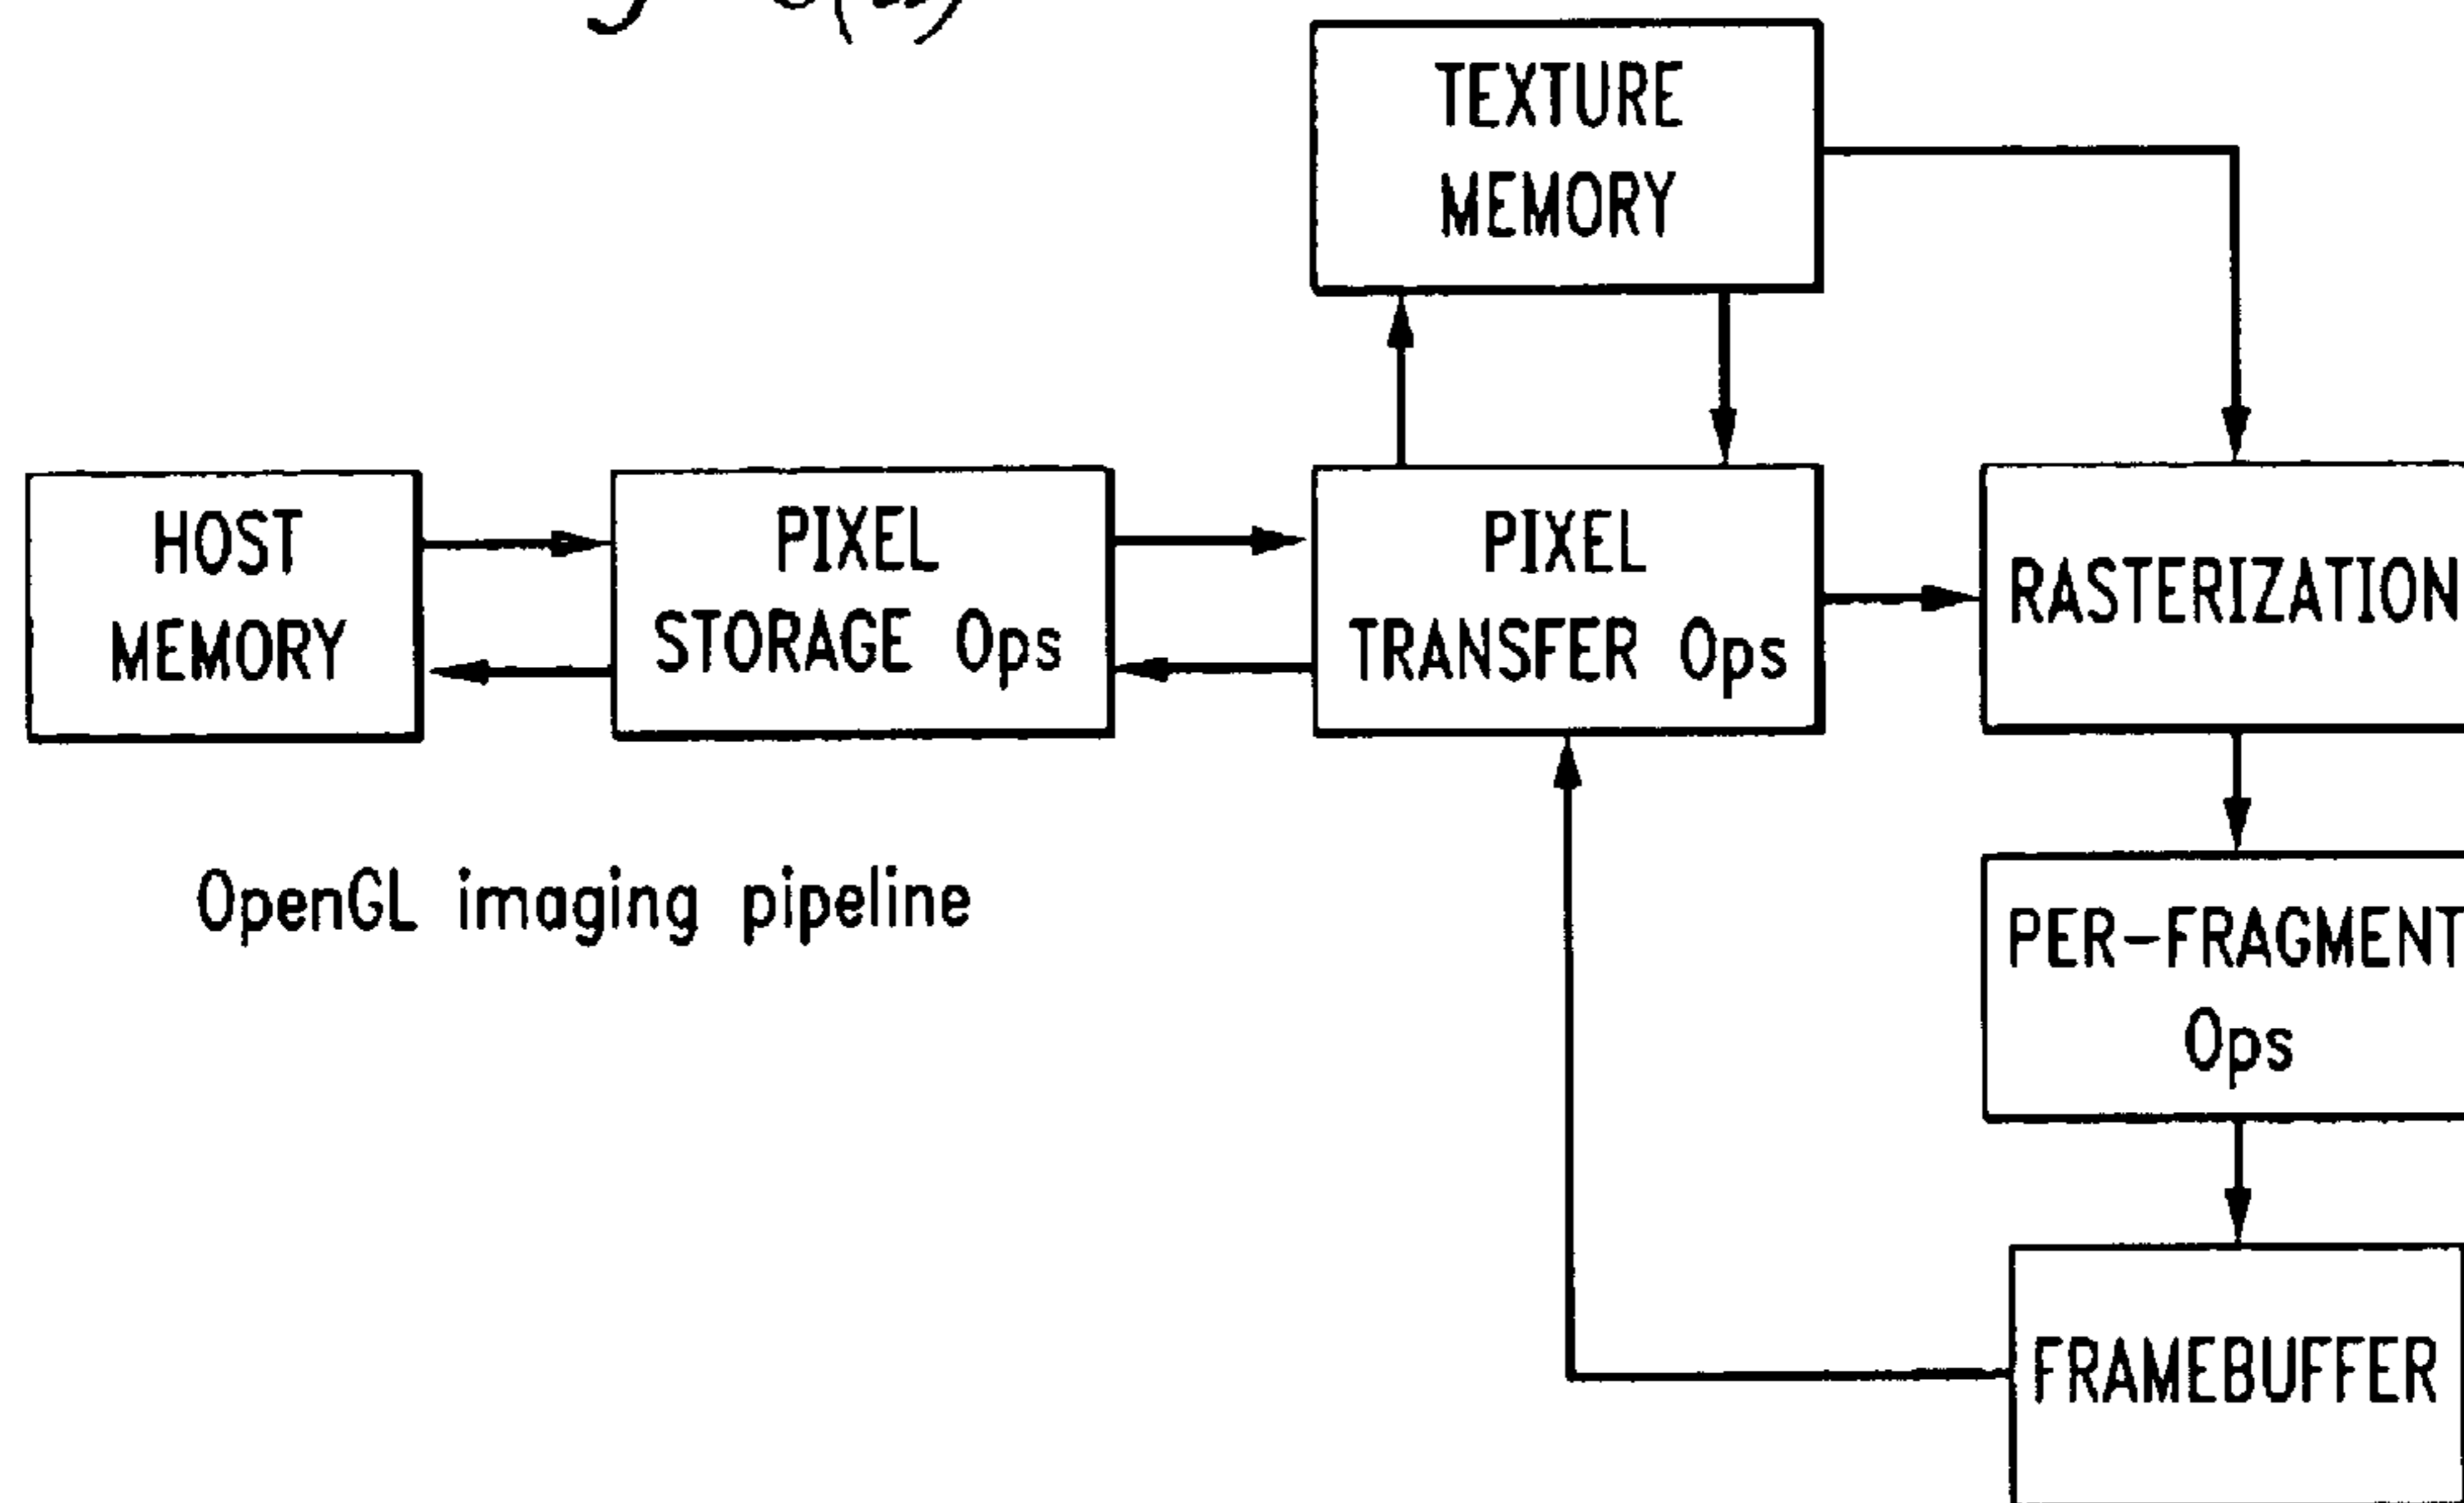 TEXTURE
MEMORY
HOST
MEMORY
PIXEL
STORAGE Ops
PIXEL
TRANSFER Ops
RASTERIZATION
OpenGL imaging pipeline
PER-FRAGMENT
Ops
FRAMEBUFFER